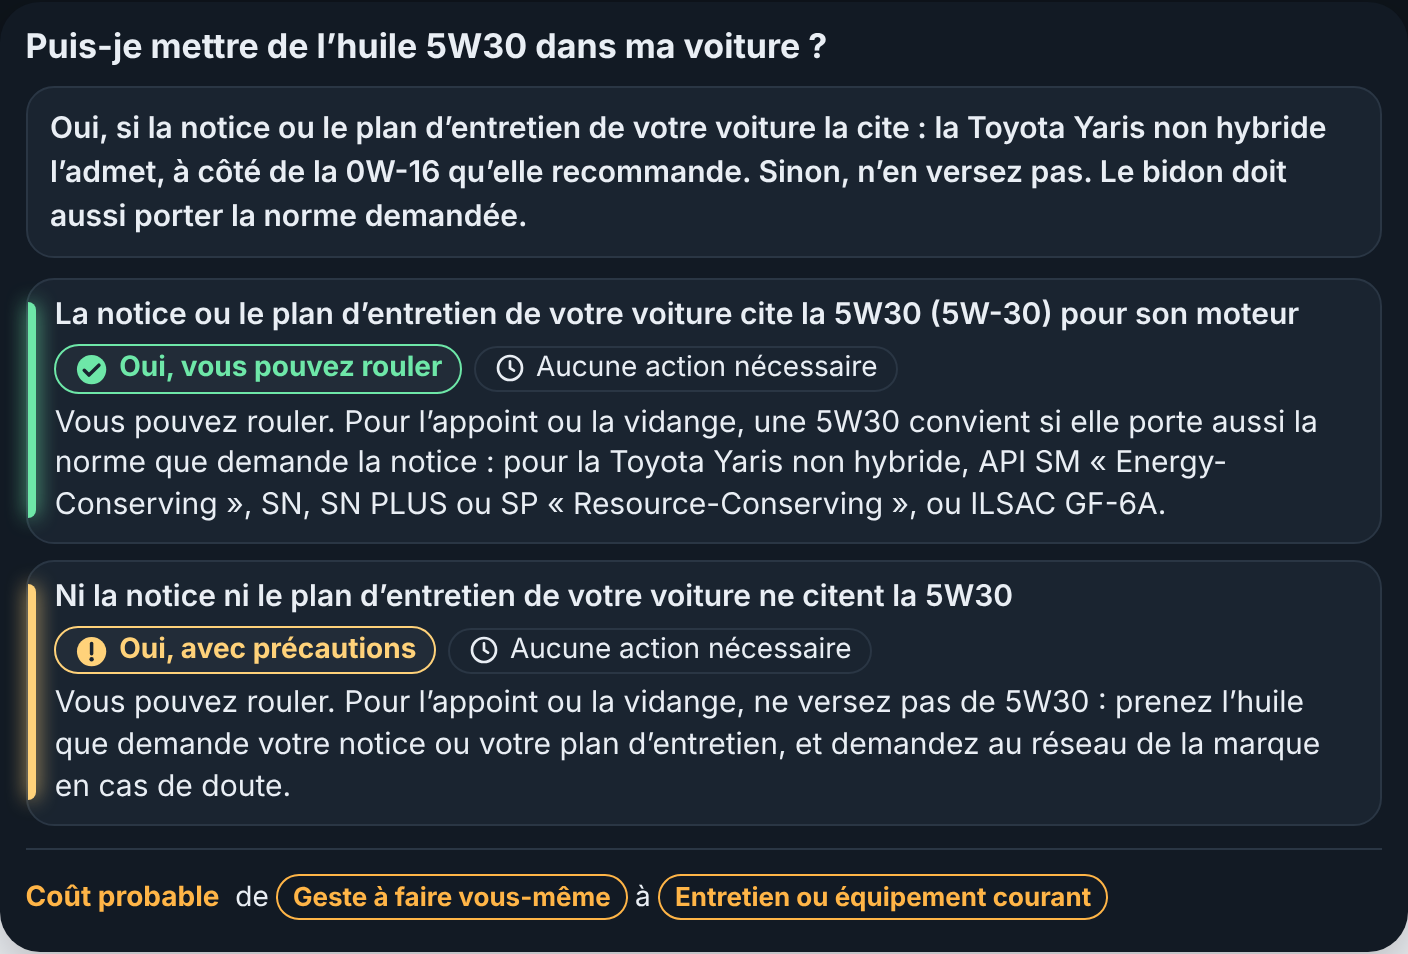 Puis-je mettre de l’huile 5W30 dans ma voiture ?
Oui, si la notice ou le plan d’entretien de votre voiture la cite : la Toyota Yaris non hybride
l’admet, à côté de la 0W-16 qu’elle recommande. Sinon, n’en versez pas. Le bidon doit
aussi porter la norme demandée.
La notice ou le plan d’entretien de votre voiture cite la 5W30 (5W-30) pour son moteur
Oui, vous pouvez rouler Aucune action nécessaire
Vous pouvez rouler. Pour l’appoint ou la vidange, une 5W30 convient si elle porte aussi la
norme que demande la notice : pour la Toyota Yaris non hybride, API SM « Energy-
Conserving », SN, SN PLUS ou SP « Resource-Conserving », ou ILSAC GF-6A.
Ni la notice ni le plan d’entretien de votre voiture ne citent la 5W30
Oui, avec précautions Aucune action nécessaire
Vous pouvez rouler. Pour l’appoint ou la vidange, ne versez pas de 5W30 : prenez l’huile
que demande votre notice ou votre plan d’entretien, et demandez au réseau de la marque
en cas de doute.
Coût probable de Geste à faire vous-même à Entretien ou équipement courant